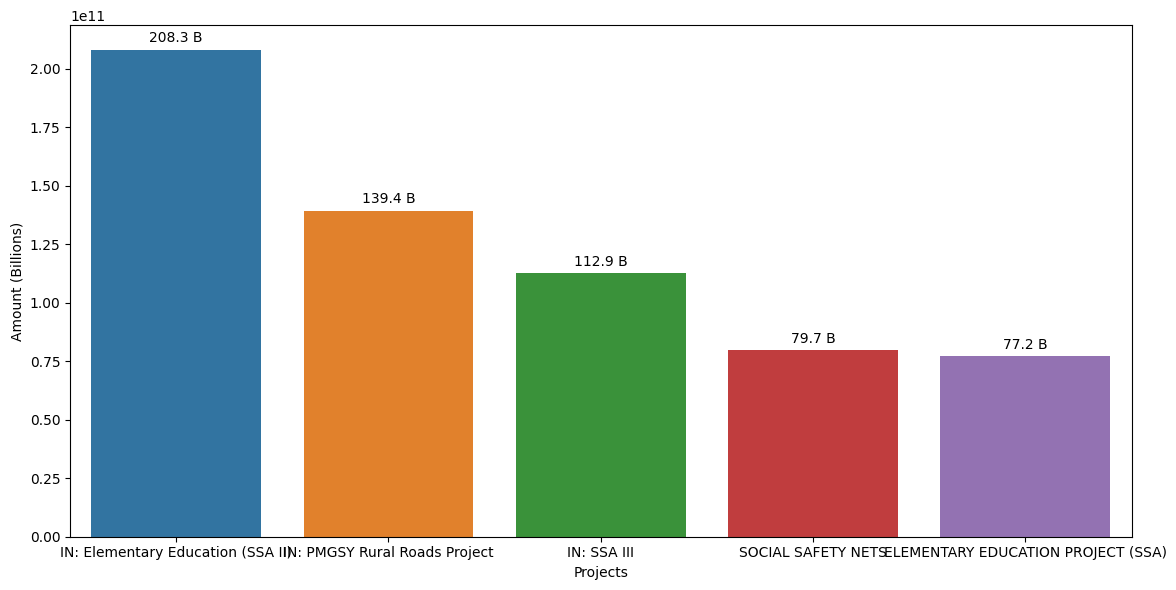 1e11
208.3 B
2.00
1.75
139.4 B
1.50
1.25
112.9 B
1.00
79.7 B
77.2 B
0.75
0.50
0.25
0.00
Amount (Billions)
IN: Elementary Education (SSA II)
IN: PMGSY Rural Roads Project
IN: SSA III
SOCIAL SAFETY NETS
ELEMENTARY EDUCATION PROJECT (SSA)
Projects